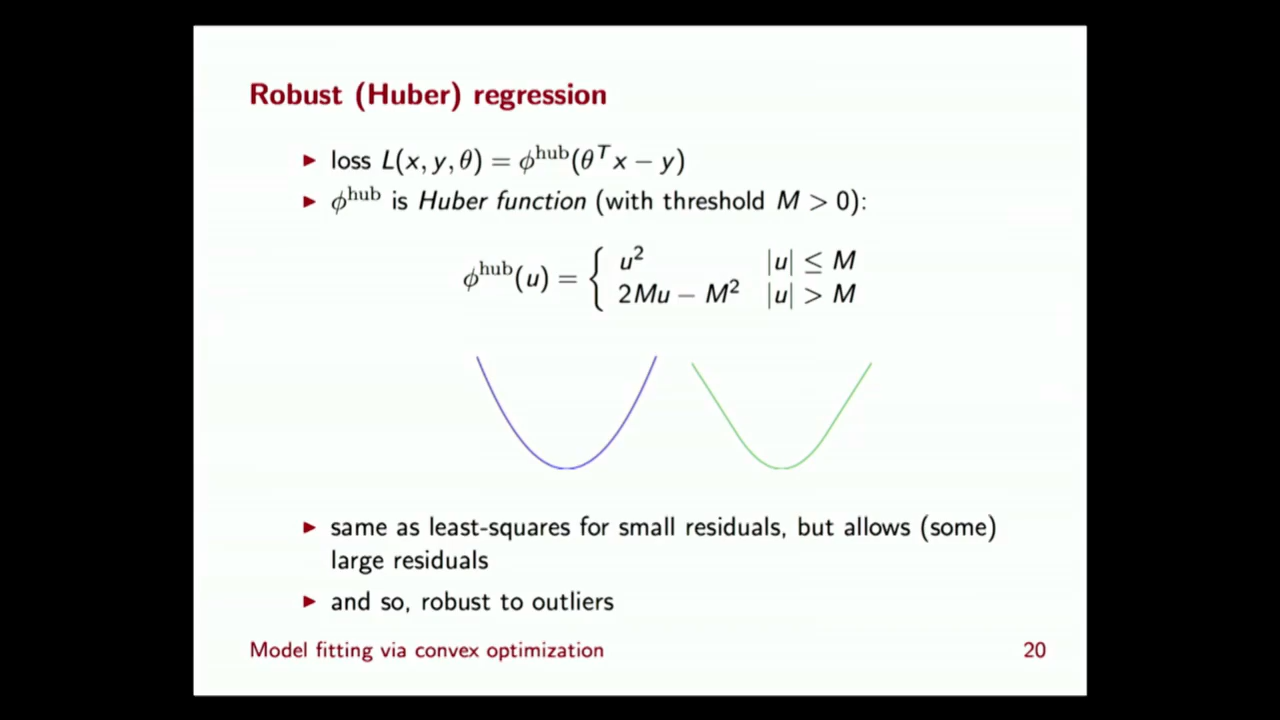 Robust (Huber) regression
▶ loss L(x, y, θ) = ϕ^hub(θ^T x − y)
▶ ϕ^hub is Huber function (with threshold M > 0):
ϕ^hub(u) = { u² |u| ≤ M
2Mu − M² |u| > M
▶ same as least-squares for small residuals, but allows (some)
large residuals
▶ and so, robust to outliers
Model fitting via convex optimization 20